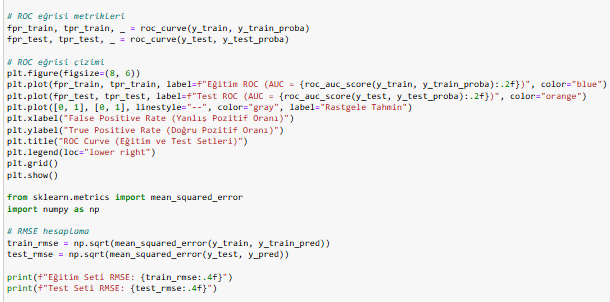 # ROC eğrisi metrikleri
fpr_train, tpr_train, _ = roc_curve(y_train, y_train_proba)
fpr_test, tpr_test, _ = roc_curve(y_test, y_test_proba)
# ROC eğrisi çizimi
plt.figure(figsize=(8, 6))
plt.plot(fpr_train, tpr_train, label=f"Eğitim ROC (AUC = {roc_auc_score(y_train, y_train_proba):.2f})", color="blue")
plt.plot(fpr_test, tpr_test, label=f"Test ROC (AUC = {roc_auc_score(y_test, y_test_proba):.2f})", color="orange")
plt.plot([0, 1], [0, 1], linestyle="--", color="gray", label="Rastgele Tahmin")
plt.xlabel("False Positive Rate (Yanlış Pozitif Oranı)")
plt.ylabel("True Positive Rate (Doğru Pozitif Oranı)")
plt.title("ROC Curve (Eğitim ve Test Setleri)")
plt.legend(loc="lower right")
plt.grid()
plt.show()
from sklearn.metrics import mean_squared_error
import numpy as np
# RMSE hesaplama
train_rmse = np.sqrt(mean_squared_error(y_train, y_train_pred))
test_rmse = np.sqrt(mean_squared_error(y_test, y_pred))
print(f"Eğitim Seti RMSE: {train_rmse:.4f}")
print(f"Test Seti RMSE: {test_rmse:.4f}")